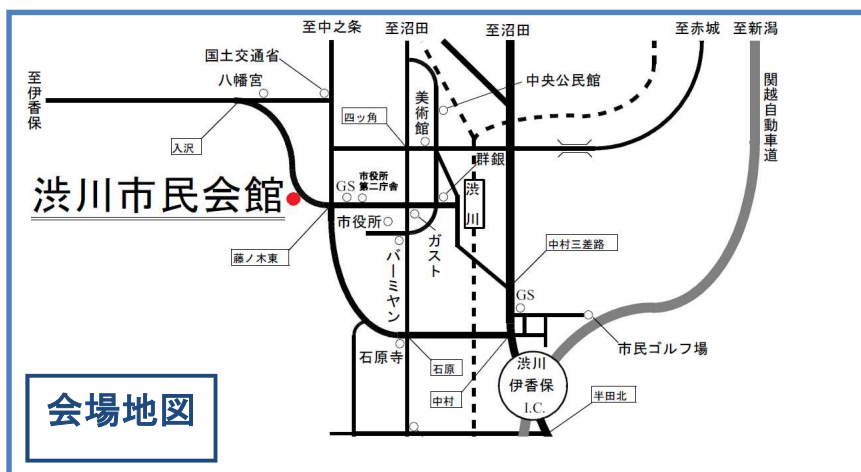 至中之条
至沼田
至沼田
至赤城
至新潟
国土交通省
八幡宮
至伊香保
入沢
四ッ角
美術館
中央公民館
関越自動車道
群銀
渋川
渋川市民会館
GS
市役所
第二庁舎
市役所
藤ノ木東
バーミヤン
ガスト
中村三差路
GS
市民ゴルフ場
石原寺
石原
中村
渋川
伊香保
I.C.
半田北
会場地図